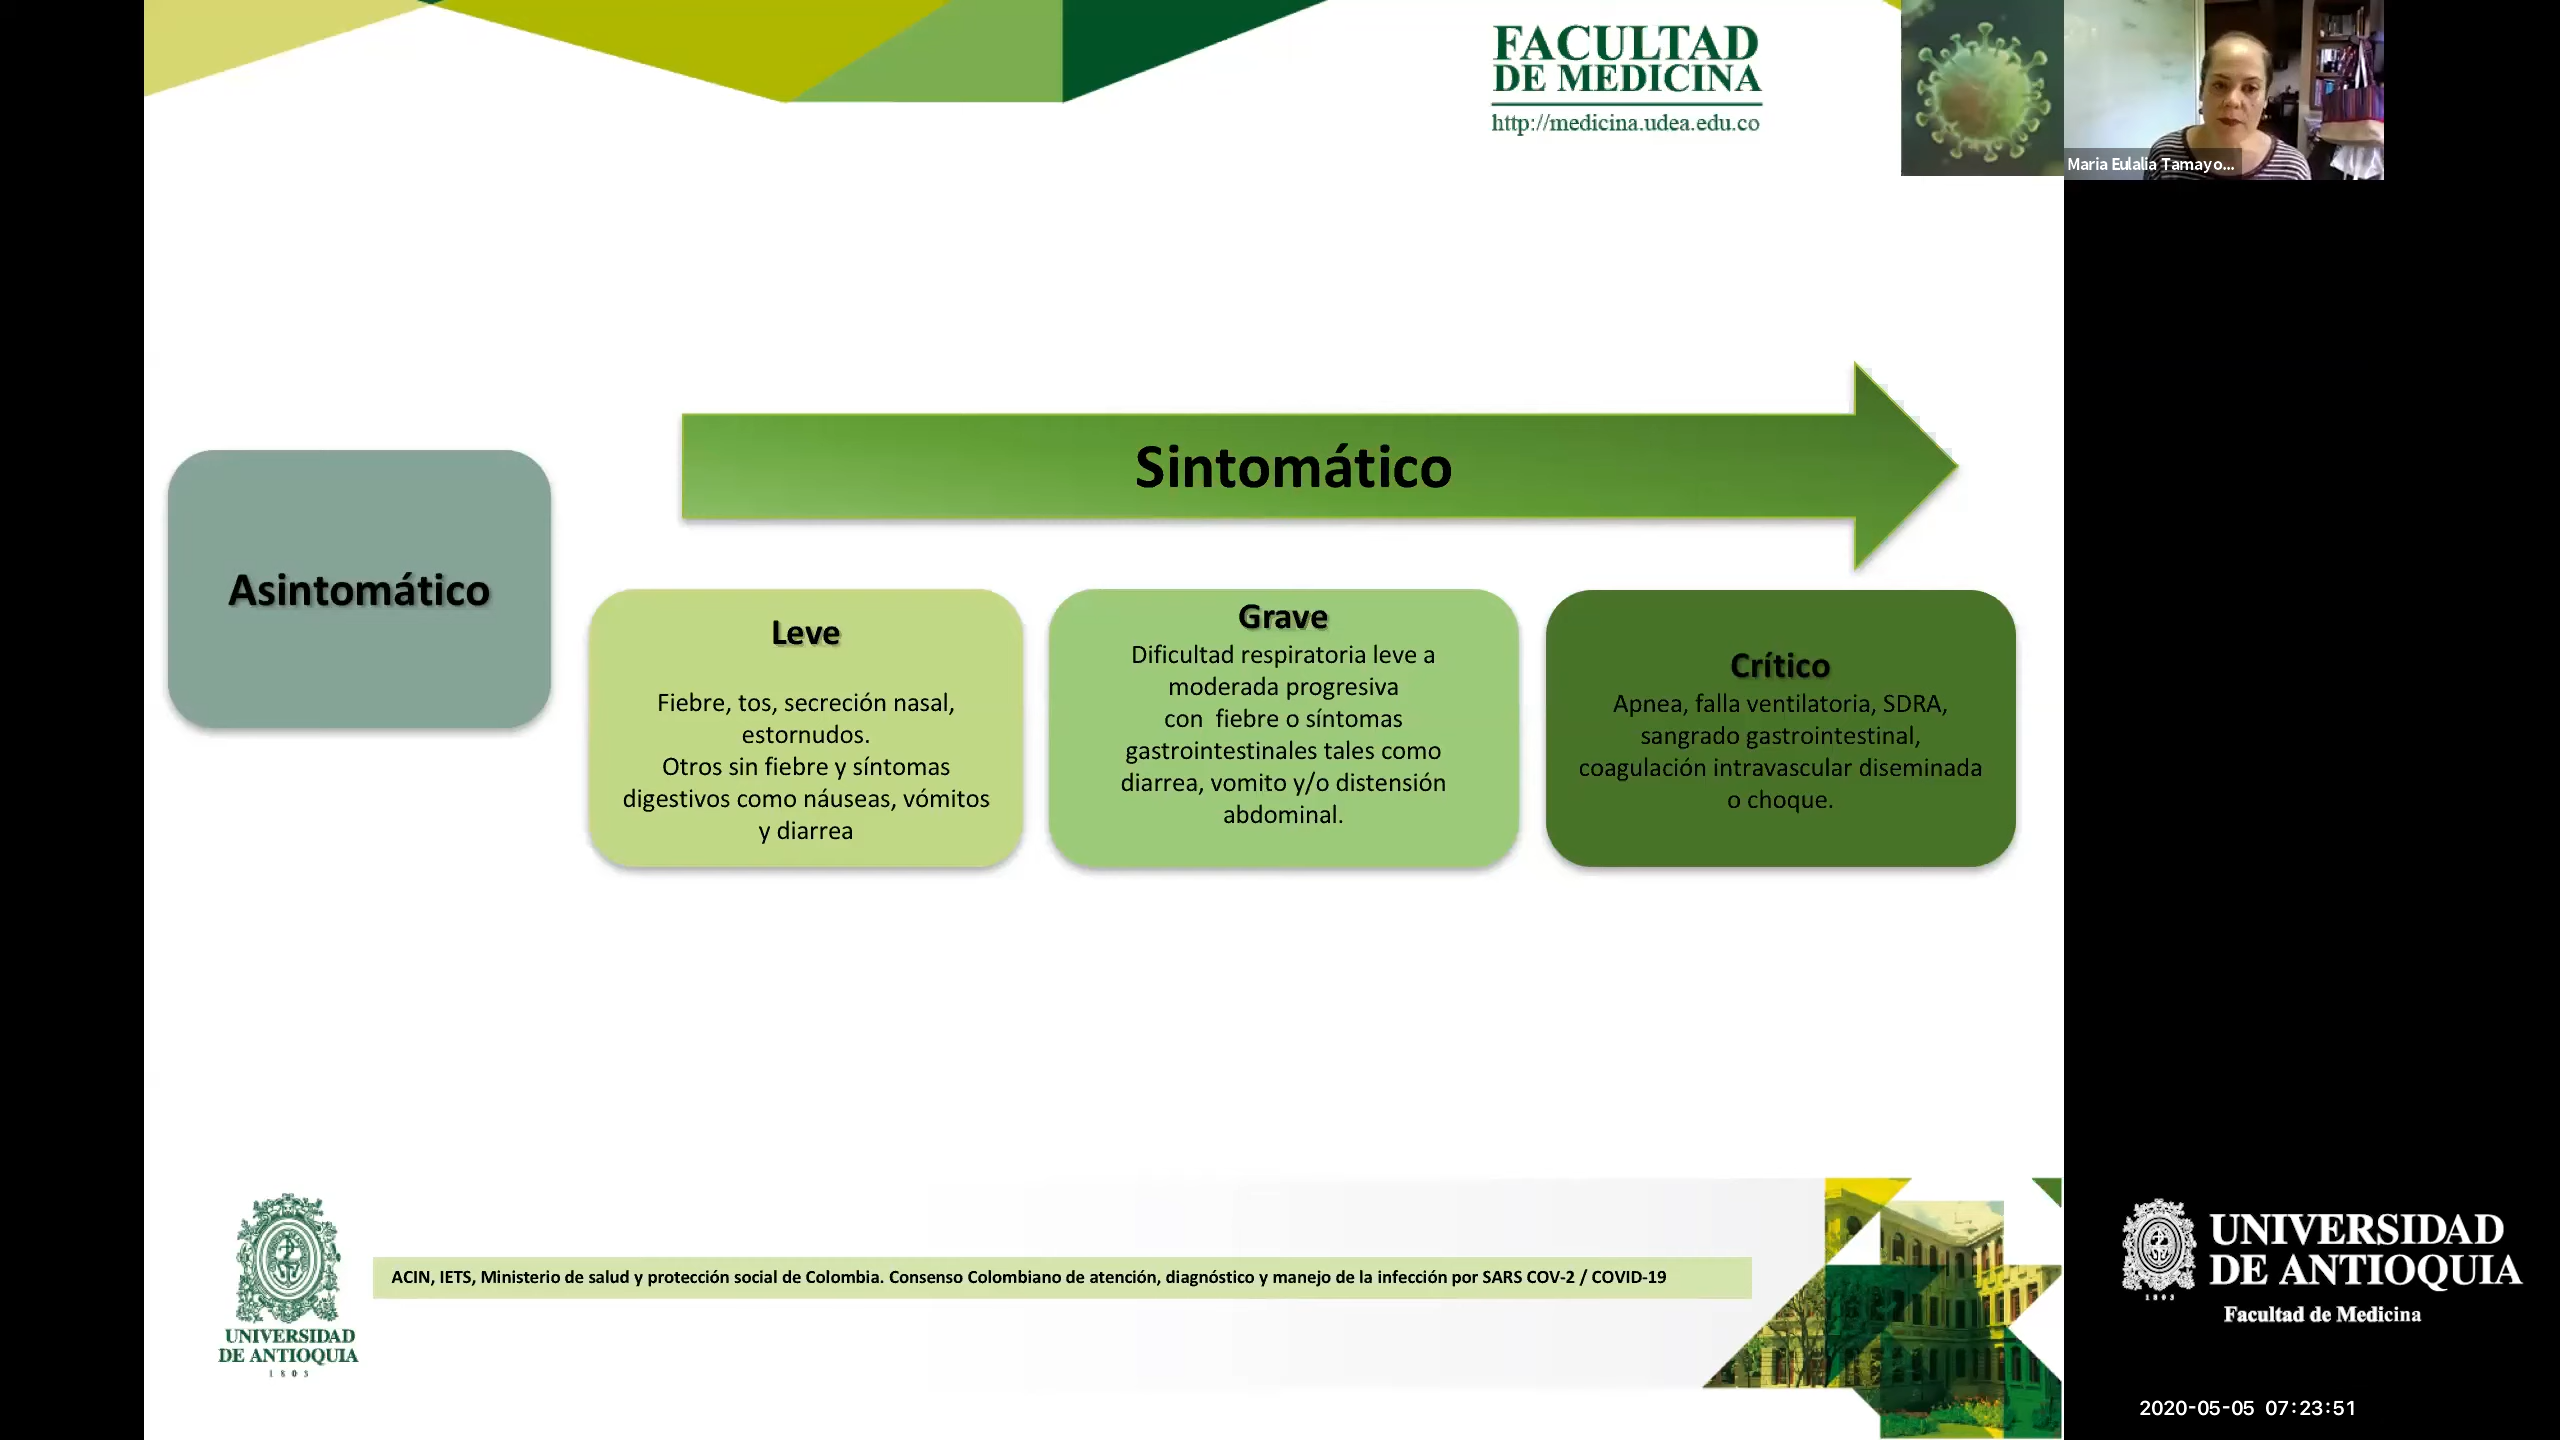 FACULTAD
DE MEDICINA
http://medicina.udea.edu.co
Maria Eulalia Tamayo...
Sintomático
Asintomático
Leve
Fiebre, tos, secreción nasal,
estornudos.
Otros sin fiebre y síntomas
digestivos como náuseas, vómitos
y diarrea
Grave
Dificultad respiratoria leve a
moderada progresiva
con  fiebre o síntomas
gastrointestinales tales como
diarrea, vomito y/o distensión
abdominal.
Crítico
Apnea, falla ventilatoria, SDRA,
sangrado gastrointestinal,
coagulación intravascular diseminada
o choque.
ACIN, IETS, Ministerio de salud y protección social de Colombia. Consenso Colombiano de atención, diagnóstico y manejo de la infección por SARS COV-2 / COVID-19
UNIVERSIDAD
DE ANTIOQUIA
1803
UNIVERSIDAD
DE ANTIOQUIA
1803
Facultad de Medicina
2020-05-05 07:23:51